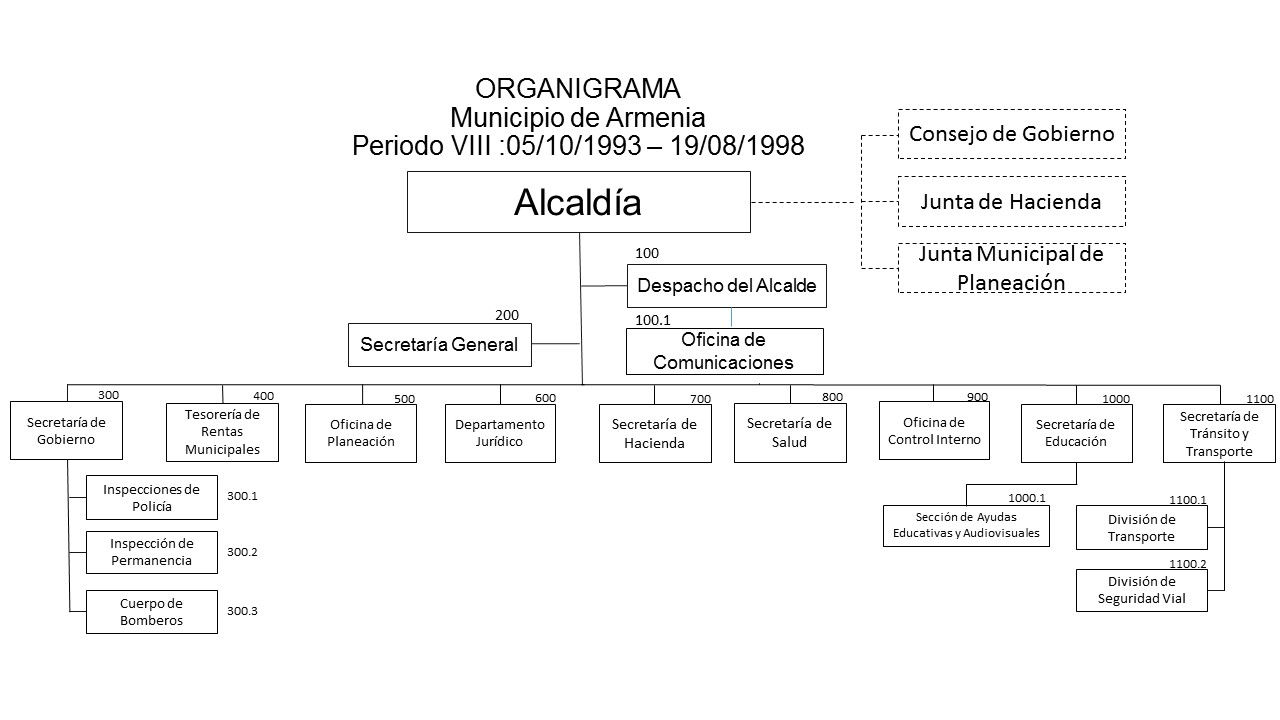 ORGANIGRAMA
Municipio de Armenia
Periodo VIII :05/10/1993 – 19/08/1998
Alcaldía
Consejo de Gobierno
Junta de Hacienda
Junta Municipal de
Planeación
100
Despacho del Alcalde
100.1
Oficina de
Comunicaciones
200
Secretaría General
300
Secretaría de
Gobierno
400
Tesorería de
Rentas
Municipales
500
Oficina de
Planeación
600
Departamento
Jurídico
700
Secretaría de
Hacienda
800
Secretaría de
Salud
900
Oficina de
Control Interno
1000
Secretaría de
Educación
1100
Secretaría de
Tránsito y
Transporte
Inspecciones de
Policía
300.1
Inspección de
Permanencia
300.2
Cuerpo de
Bomberos
300.3
1000.1
Sección de Ayudas
Educativas y Audiovisuales
1100.1
División de
Transporte
1100.2
División de
Seguridad Vial